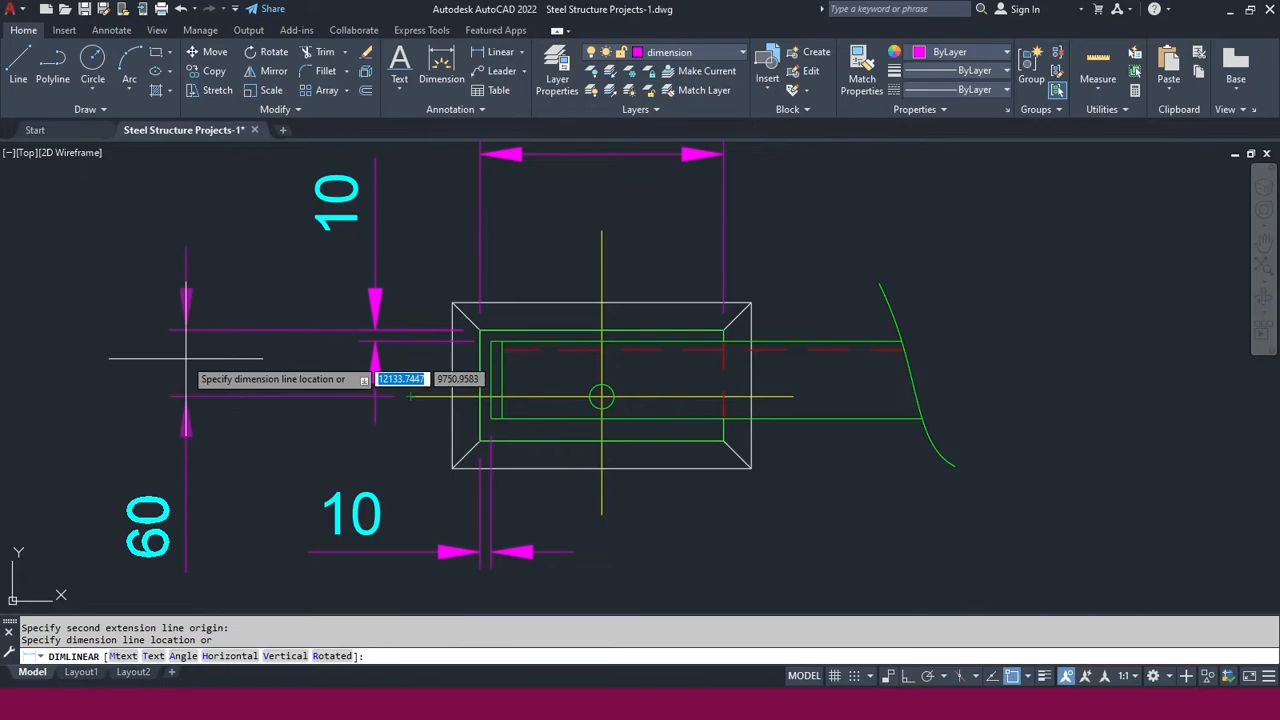 Share
Autodesk AutoCAD 2022 Steel Structure Projects-1.dwg
Type a keyword or phrase
Sign In
Home Insert Annotate Parametric View Manage Output Add-ins Collaborate Express Tools Featured Apps
Line
Polyline
Circle
Arc
Move
Copy
Stretch
Rotate
Mirror
Scale
Trim
Fillet
Array
Text
Dimension
Linear
Leader
Table
Layer
Properties
dimension
Make Current
Match Layer
Insert
Create
Edit
Match
Properties
ByLayer
ByLayer
ByLayer
Group
Measure
Paste
Base
Draw Modify Annotation Layers Block Properties Groups Utilities Clipboard View
Start Steel Structure Projects-1*
[−][Top][2D Wireframe]
10
Specify dimension line location or 12133.7447 9750.9583
60
10
Y
X
Specify second extension line origin:
Specify dimension line location or
DIMLINEAR [Mtext Text Angle Horizontal Vertical Rotated]:
Model Layout1 Layout2
MODEL 1:1